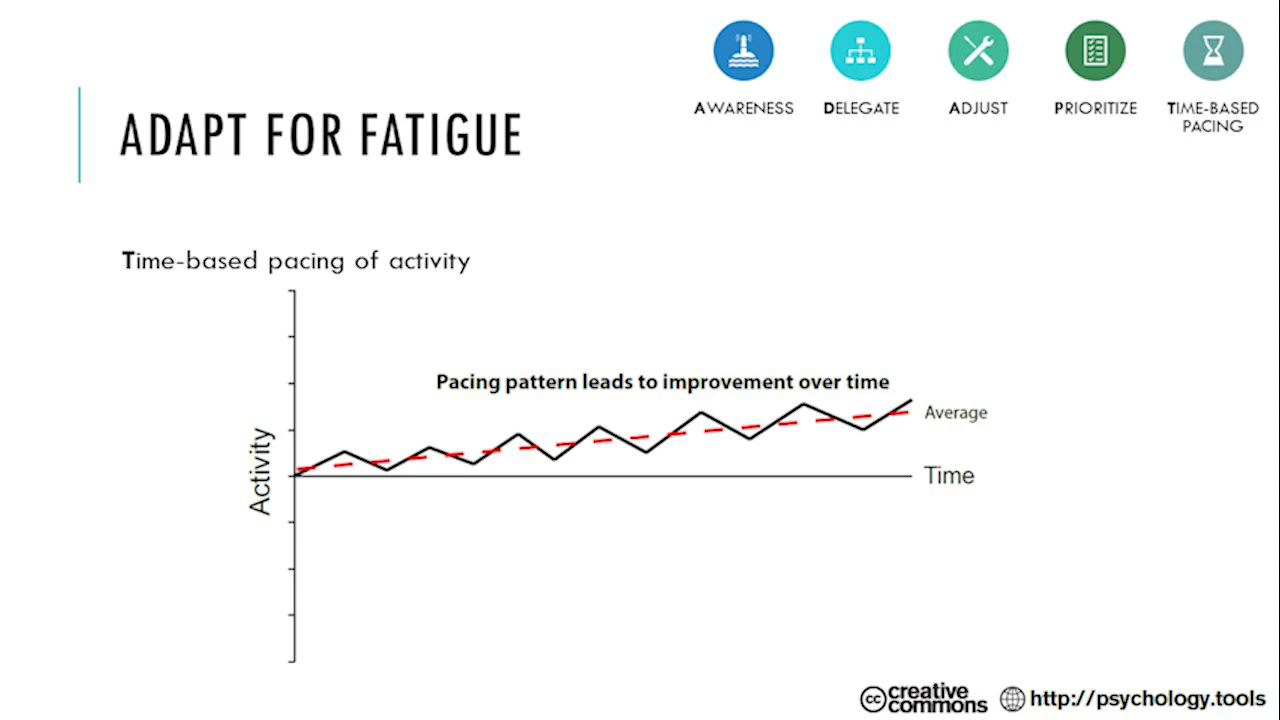 AWARENESS
DELEGATE
ADJUST
PRIORITIZE
TIME-BASED
PACING
ADAPT FOR FATIGUE
Time-based pacing of activity
Pacing pattern leads to improvement over time
Average
Activity
Time
cc creative
commons
http://psychology.tools